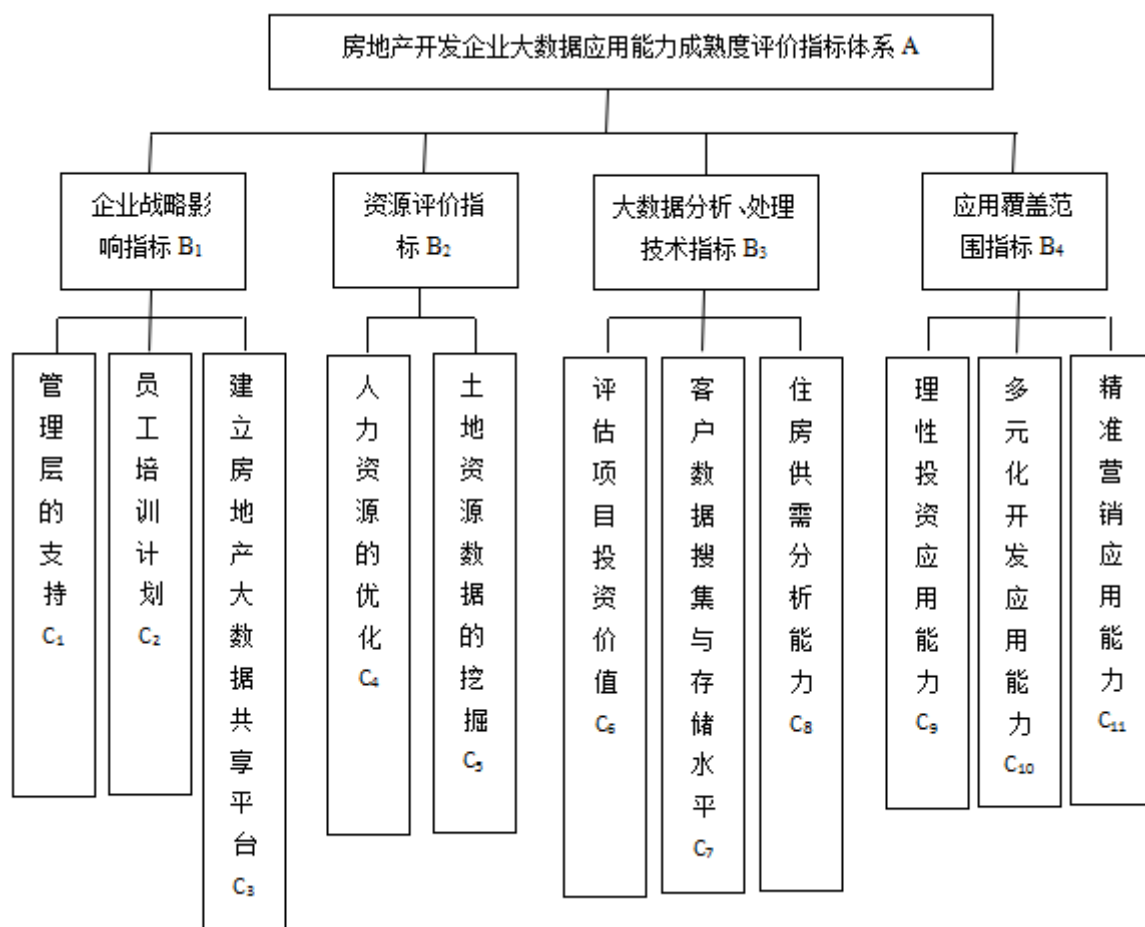 房地产开发企业大数据应用能力成熟度评价指标体系 A
企业战略影
响指标 B₁
资源评价指
标 B₂
大数据分析、处理
技术指标 B₃
应用覆盖范
围指标 B₄
管理层的支持 C₁
员工培训计划 C₂
建立房地产大数据共享平台 C₃
人力资源的优化 C₄
土地资源数据的挖掘 C₅
评估项目投资价值 C₆
客户数据搜集与存储水平 C₇
住房供需分析能力 C₈
理性投资应用能力 C₉
多元化开发应用能力 C₁₀
精准营销应用能力 C₁₁